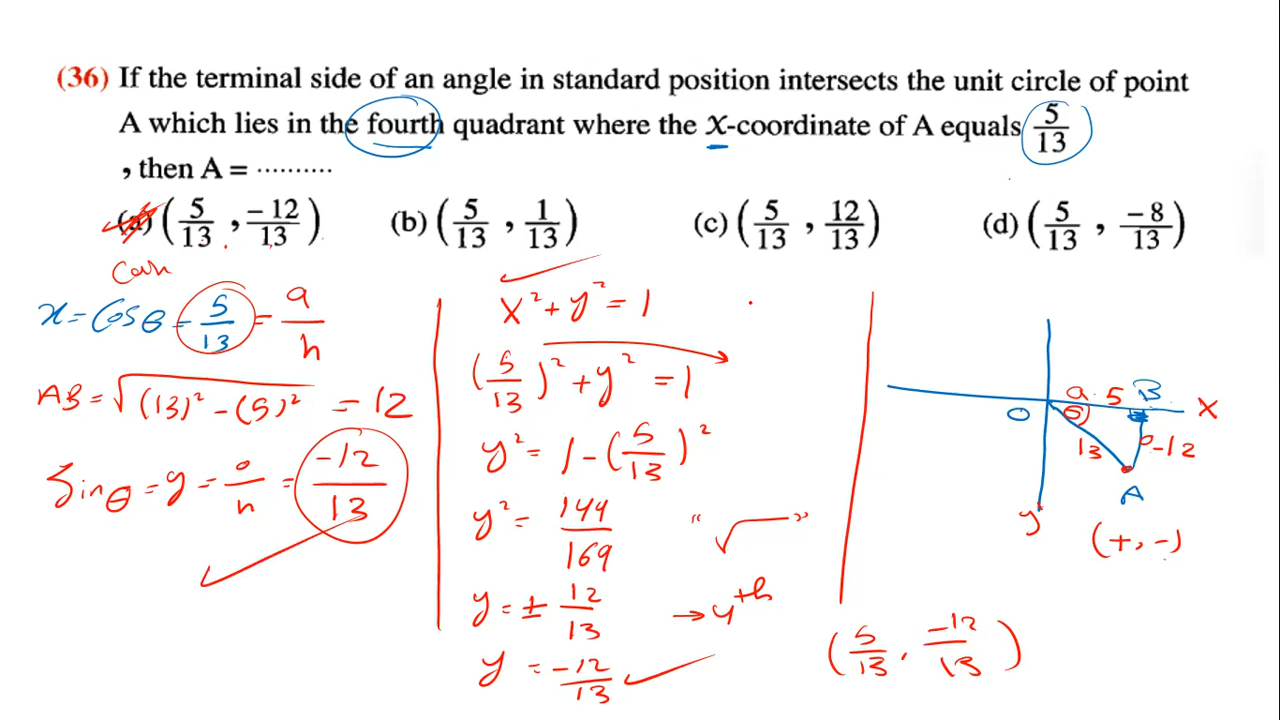 (36) If the terminal side of an angle in standard position intersects the unit circle of point
A which lies in the fourth quadrant where the X-coordinate of A equals 5/13
, then A = ··········
(a) (5/13 , -12/13) (b) (5/13 , 1/13) (c) (5/13 , 12/13) (d) (5/13 , -8/13)
x = Cosθ = 5/13 = a/h
AB = √((13)² - (5)²) = 12
Sinθ = y = o/h = -12/13
x² + y² = 1
(5/13)² + y² = 1
y² = 1 - (5/13)²
y² = 144/169 "√"
y = ± 12/13 → 4th
y = -12/13
a 5 B
O θ X
13 o -12
A
y
(+, -)
(5/13, -12/13)